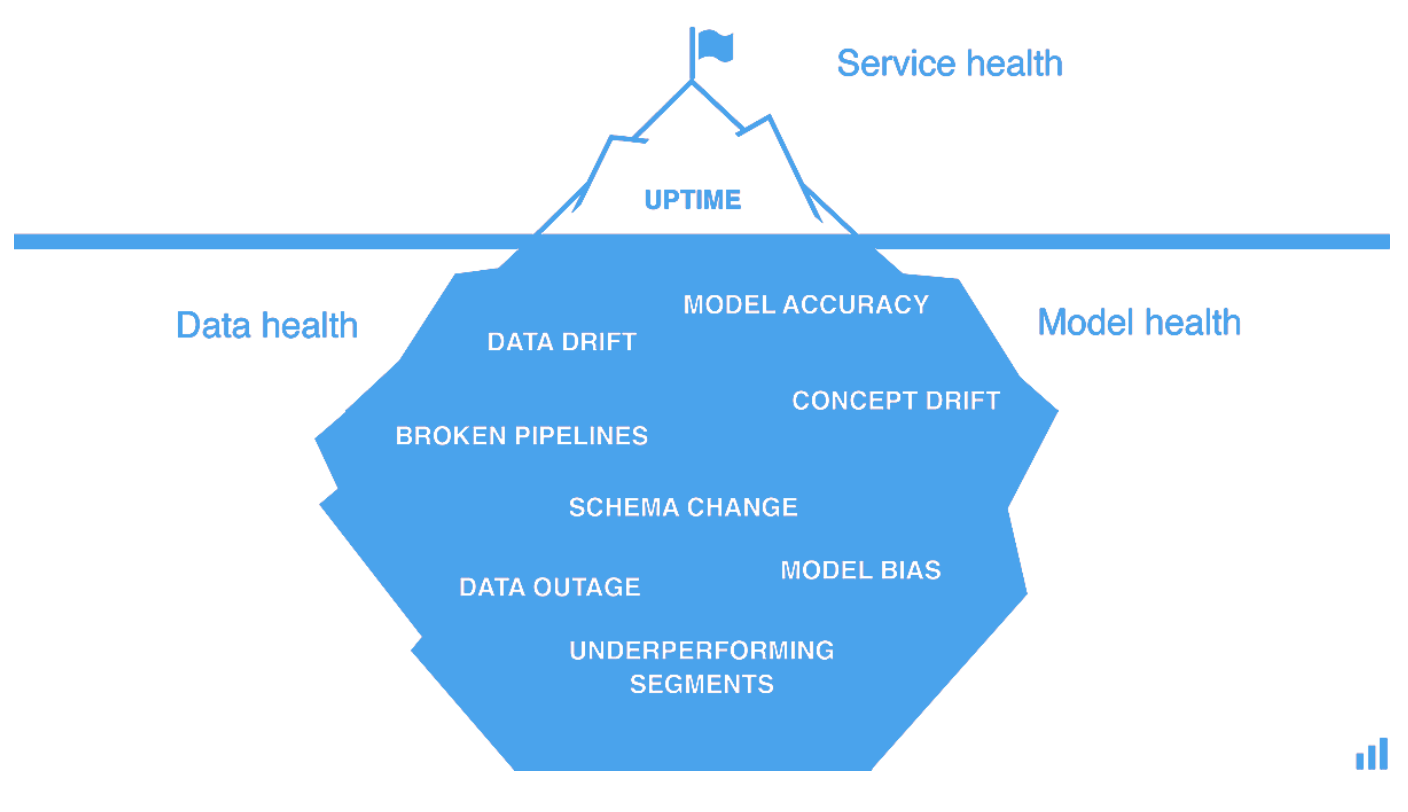 Service health
UPTIME
Data health
MODEL ACCURACY
Model health
DATA DRIFT
CONCEPT DRIFT
BROKEN PIPELINES
SCHEMA CHANGE
MODEL BIAS
DATA OUTAGE
UNDERPERFORMING
SEGMENTS